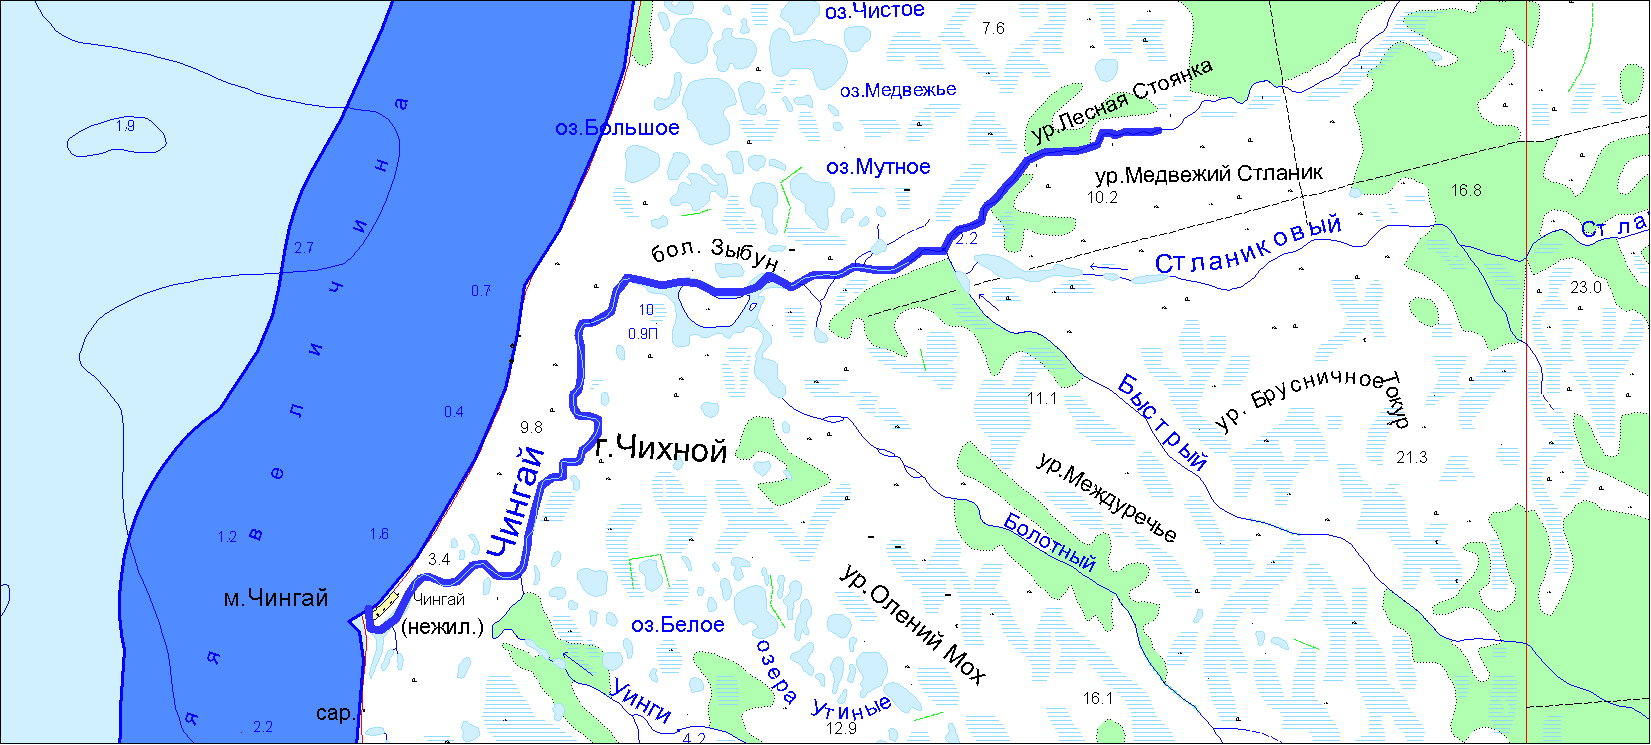 оз.Чистое
7.6
ур.Лесная Стоянка
оз.Медвежье
1.9
оз.Большое
оз.Мутное
ур.Медвежий Стланик
10.2
16.8
2.7
бол. Зыбун
2.2
Стланиковый
Стла
0.7
23.0
10
0.9П
ур. Брусничное
Токур
0.4
11.1
Быстрый
9.8
г.Чихной
21.3
ур.Междуречье
Чингай
1.2
1.6
Болотный
3.4
м.Чингай
Чингай
(нежил.)
ур.Олений Мох
оз.Белое
озера Утиные
Уинги
сар.
2.2
4.2
12.9
16.1
яя величина